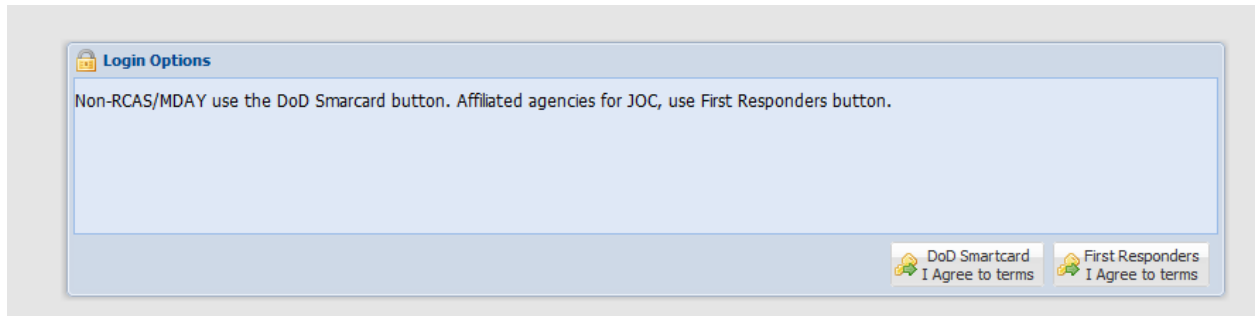 Login Options
Non-RCAS/MDAY use the DoD Smarcard button. Affiliated agencies for JOC, use First Responders button.
DoD Smartcard
I Agree to terms
First Responders
I Agree to terms